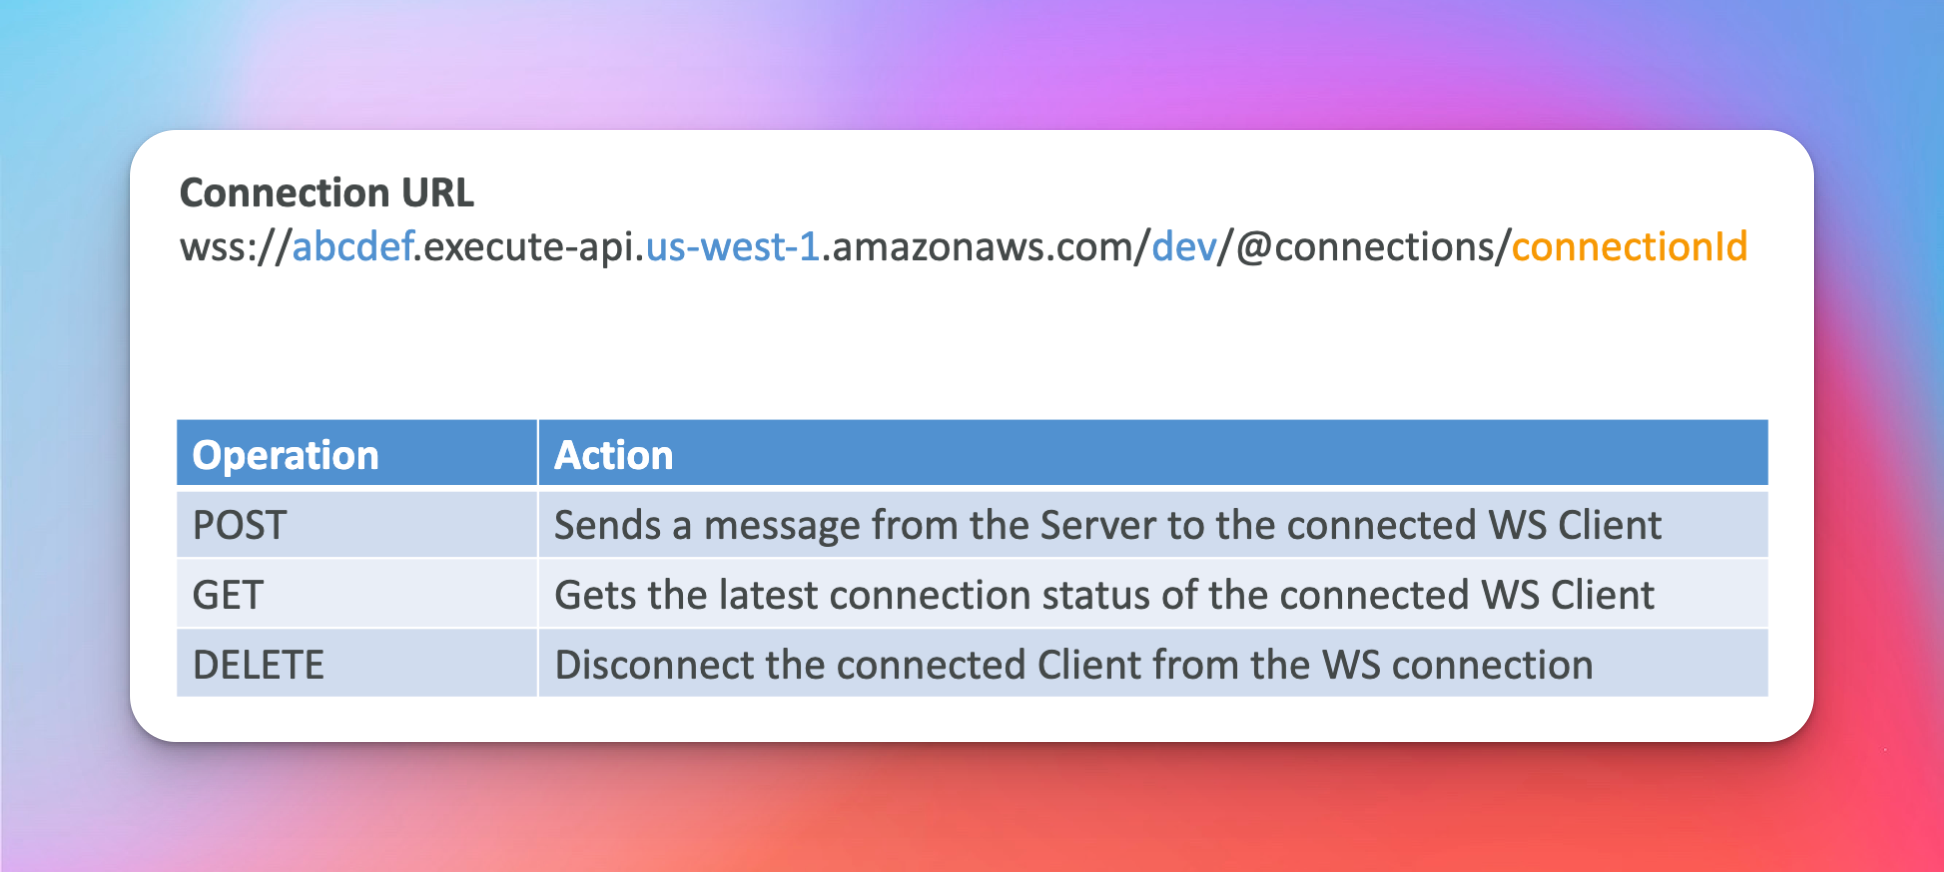 Connection URL
wss://abcdef.execute-api.us-west-1.amazonaws.com/dev/@connections/connectionId
Operation Action
POST Sends a message from the Server to the connected WS Client
GET Gets the latest connection status of the connected WS Client
DELETE Disconnect the connected Client from the WS connection